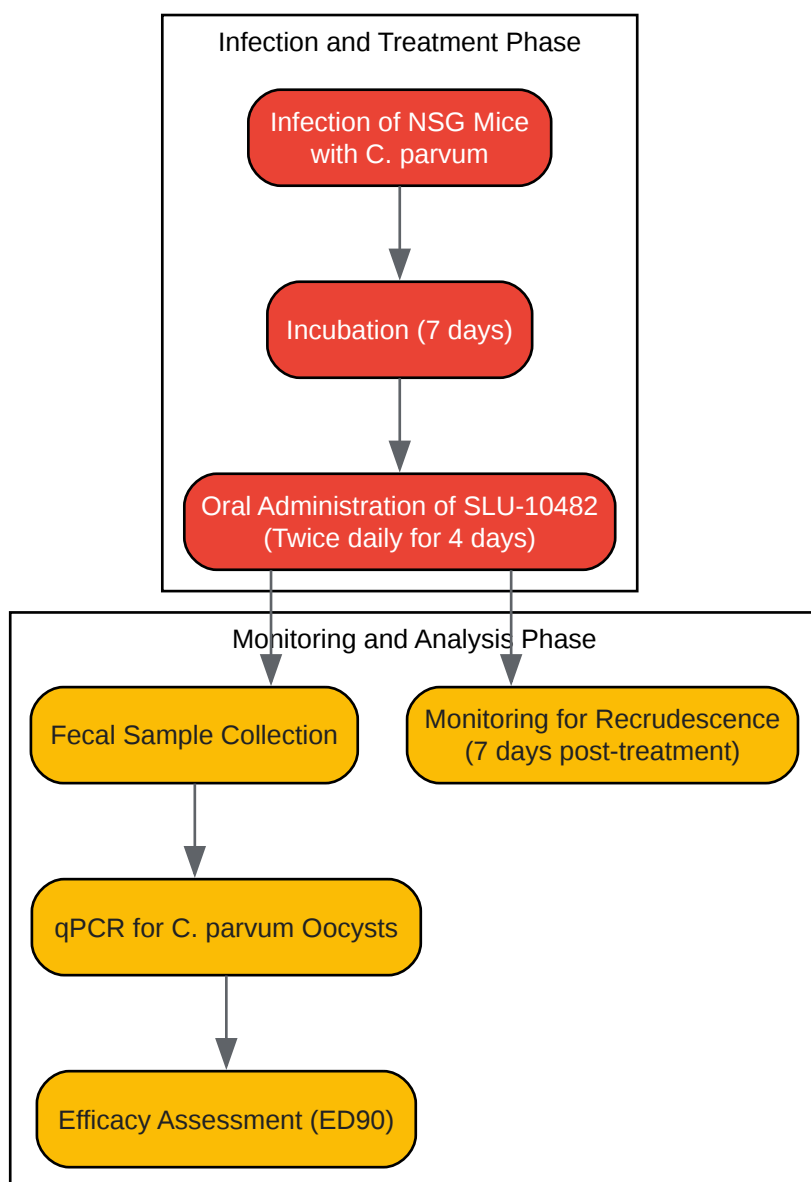 Infection and Treatment Phase
Infection of NSG Mice
with C. parvum
Incubation (7 days)
Oral Administration of SLU-10482
(Twice daily for 4 days)
Monitoring and Analysis Phase
Fecal Sample Collection
Monitoring for Recrudescence
(7 days post-treatment)
qPCR for C. parvum Oocysts
Efficacy Assessment (ED90)